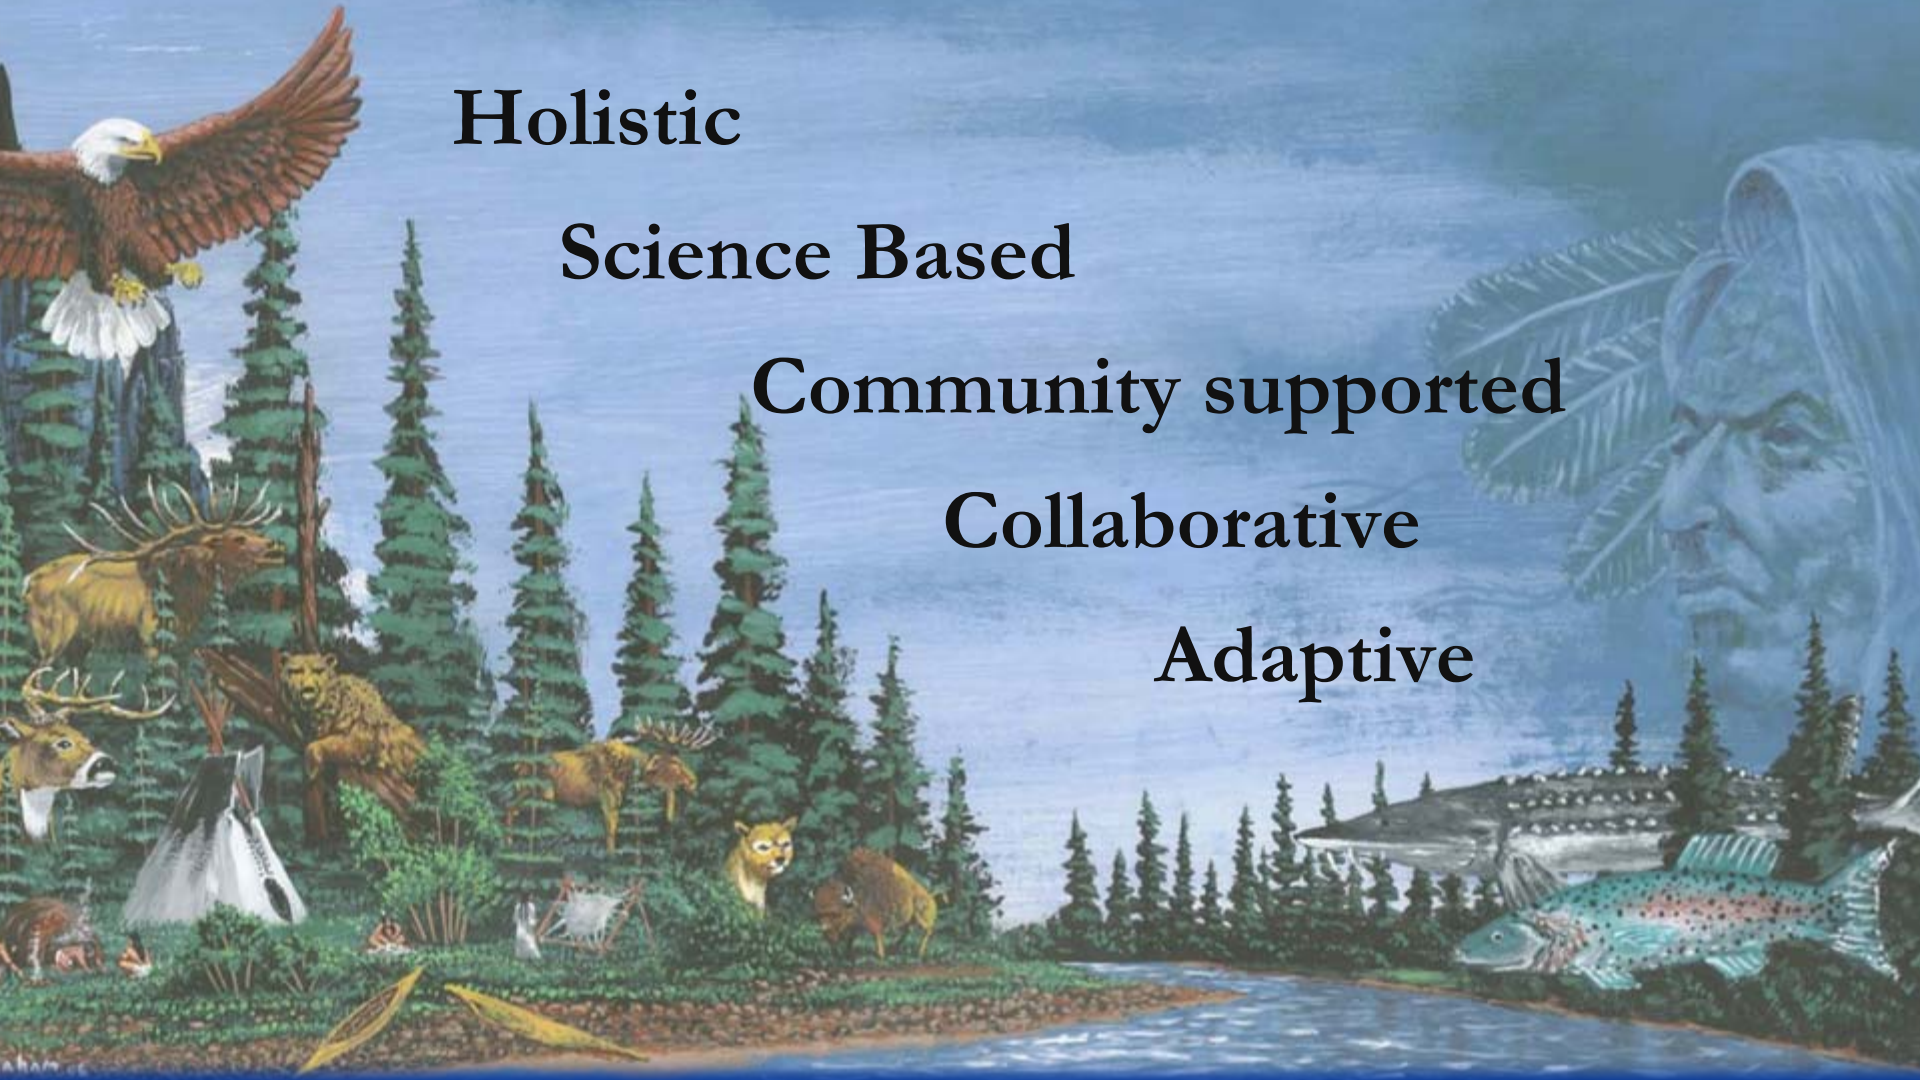 Holistic
Science Based
Community supported
Collaborative
Adaptive